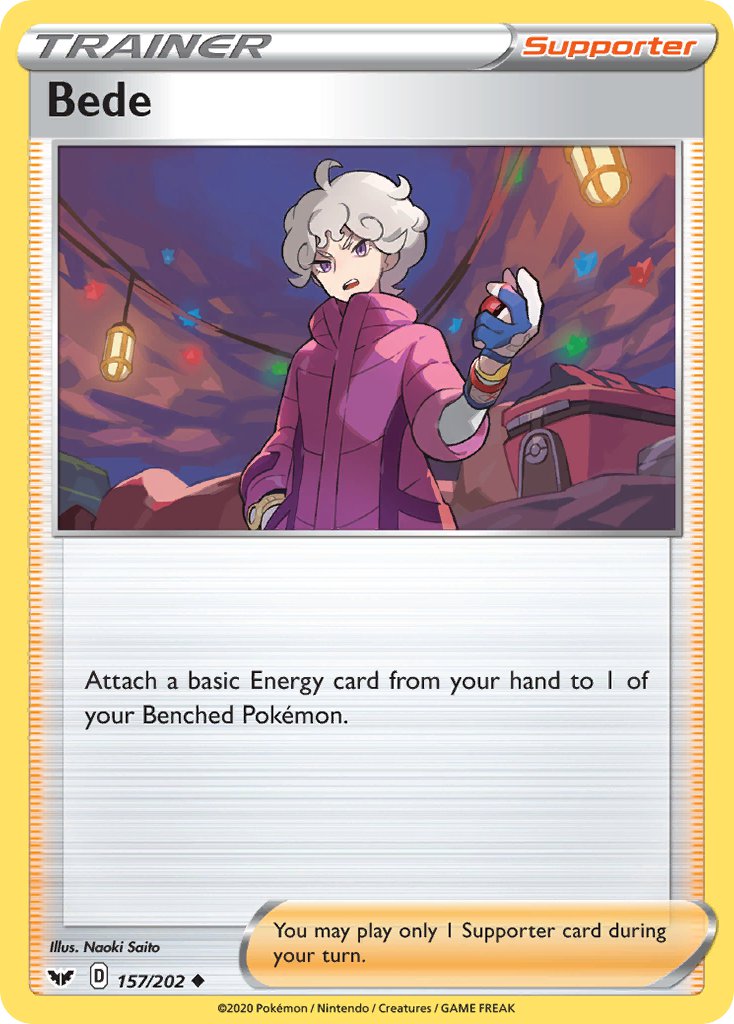 TRAINER
Supporter
Bede
Attach a basic Energy card from your hand to 1 of
your Benched Pokémon.
Illus. Naoki Saito
You may play only 1 Supporter card during
your turn.
D 157/202
©2020 Pokémon / Nintendo / Creatures / GAME FREAK